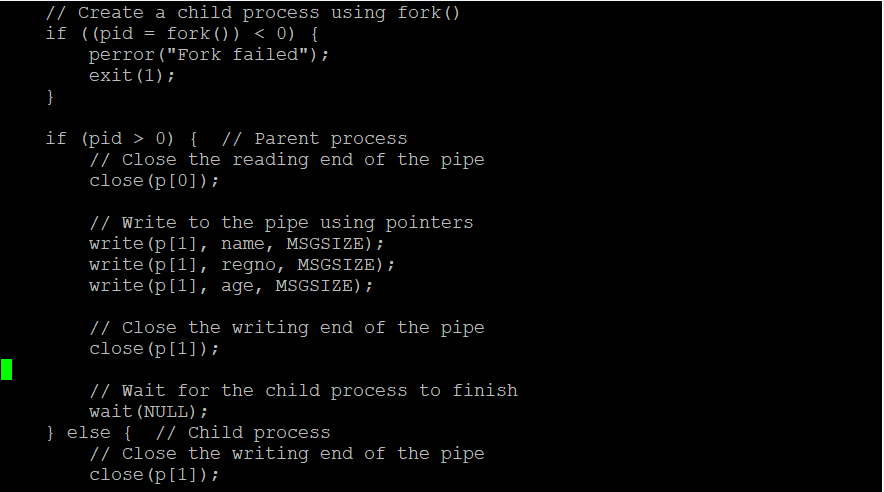 // Create a child process using fork()
if ((pid = fork()) < 0) {
perror("Fork failed");
exit(1);
}
if (pid > 0) {  // Parent process
// Close the reading end of the pipe
close(p[0]);
// Write to the pipe using pointers
write(p[1], name, MSGSIZE);
write(p[1], regno, MSGSIZE);
write(p[1], age, MSGSIZE);
// Close the writing end of the pipe
close(p[1]);
// Wait for the child process to finish
wait(NULL);
} else {  // Child process
// Close the writing end of the pipe
close(p[1]);